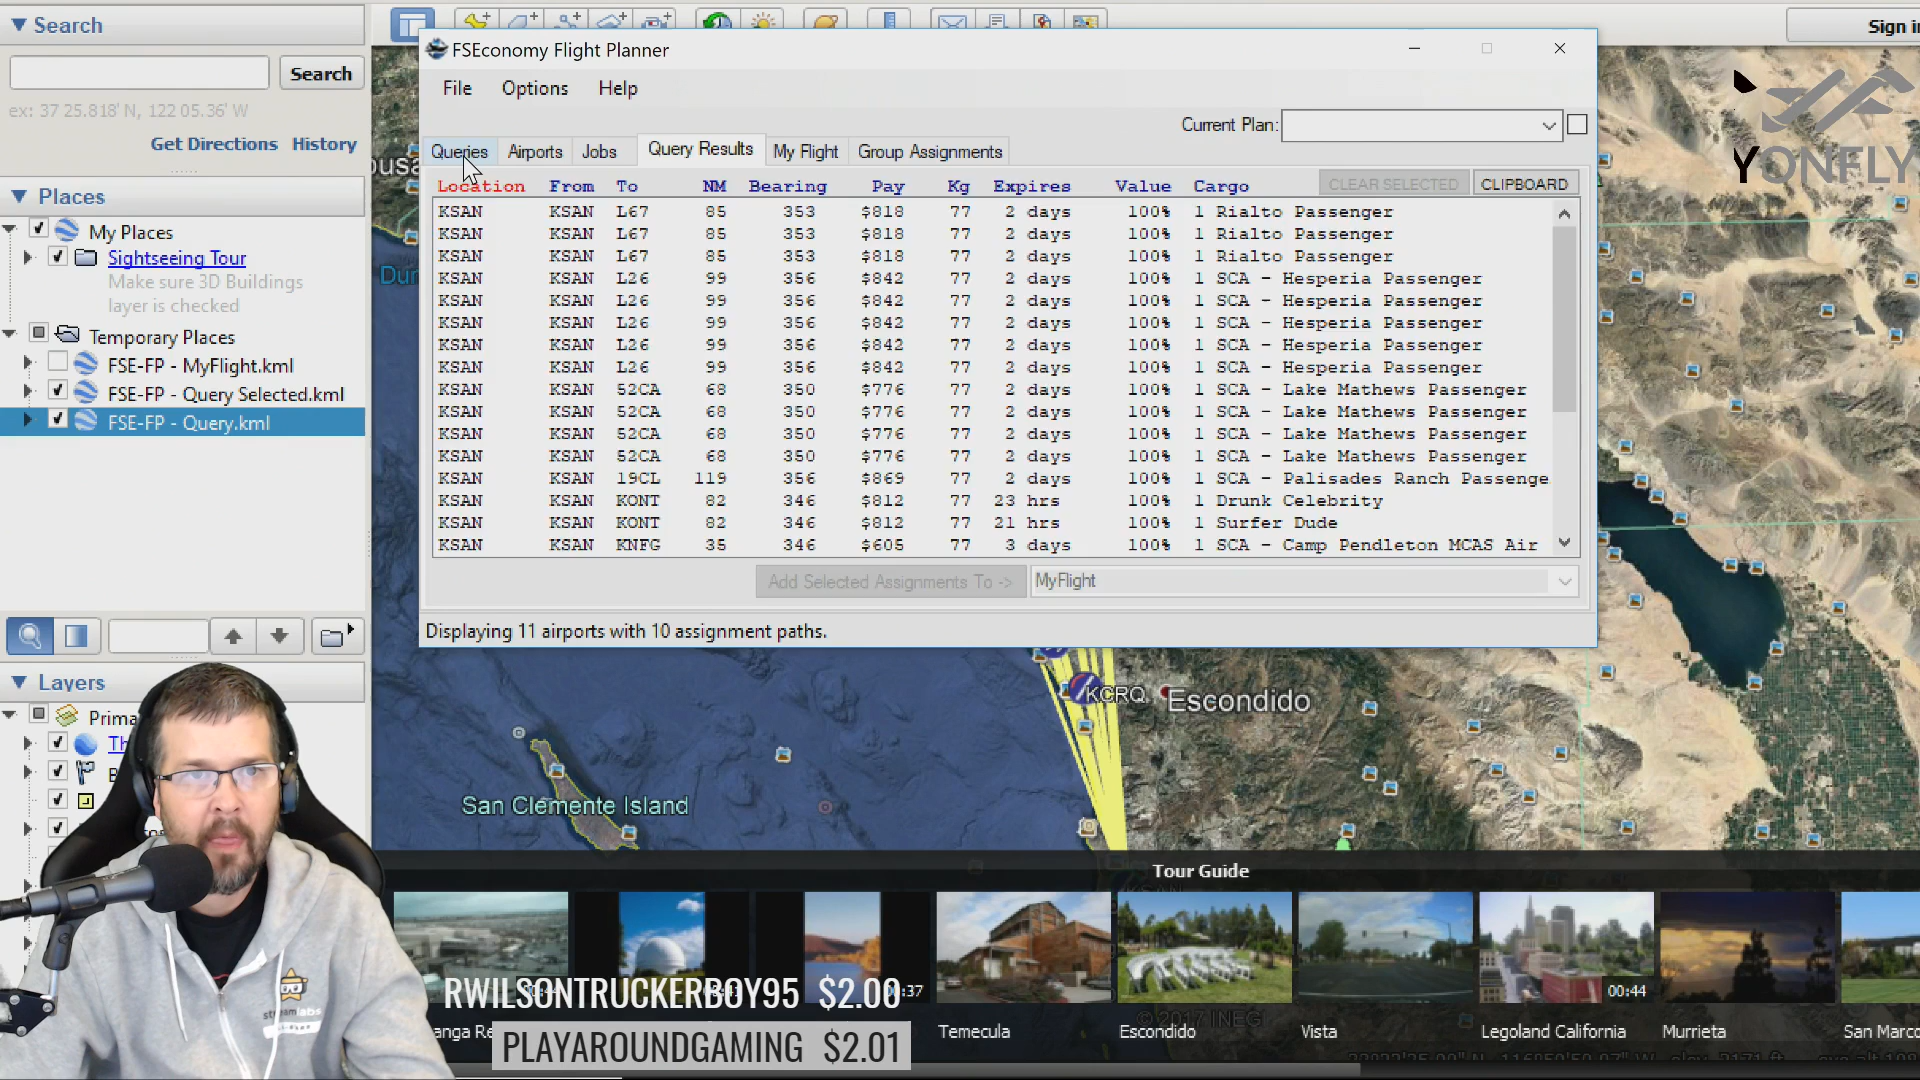 Search
Search
ex: 37 25.818' N, 122 05.36' W
Get Directions History
Places
My Places
Sightseeing Tour
Make sure 3D Buildings
layer is checked
Temporary Places
FSE-FP - MyFlight.kml
FSE-FP - Query Selected.kml
FSE-FP - Query.kml
Layers
Prima
Th
B
Sign in
YONFLY
FSEconomy Flight Planner
File Options Help
Current Plan:
Queries Airports Jobs Query Results My Flight Group Assignments
Location From To NM Bearing Pay Kg Expires Value Cargo CLEAR SELECTED CLIPBOARD
KSAN KSAN L67 85 353 $818 77 2 days 100% 1 Rialto Passenger
KSAN KSAN L67 85 353 $818 77 2 days 100% 1 Rialto Passenger
KSAN KSAN L67 85 353 $818 77 2 days 100% 1 Rialto Passenger
KSAN KSAN L26 99 356 $842 77 2 days 100% 1 SCA - Hesperia Passenger
KSAN KSAN L26 99 356 $842 77 2 days 100% 1 SCA - Hesperia Passenger
KSAN KSAN L26 99 356 $842 77 2 days 100% 1 SCA - Hesperia Passenger
KSAN KSAN L26 99 356 $842 77 2 days 100% 1 SCA - Hesperia Passenger
KSAN KSAN L26 99 356 $842 77 2 days 100% 1 SCA - Hesperia Passenger
KSAN KSAN 52CA 68 350 $776 77 2 days 100% 1 SCA - Lake Mathews Passenger
KSAN KSAN 52CA 68 350 $776 77 2 days 100% 1 SCA - Lake Mathews Passenger
KSAN KSAN 52CA 68 350 $776 77 2 days 100% 1 SCA - Lake Mathews Passenger
KSAN KSAN 52CA 68 350 $776 77 2 days 100% 1 SCA - Lake Mathews Passenger
KSAN KSAN 19CL 119 356 $869 77 2 days 100% 1 SCA - Palisades Ranch Passenge
KSAN KSAN KONT 82 346 $812 77 23 hrs 100% 1 Drunk Celebrity
KSAN KSAN KONT 82 346 $812 77 21 hrs 100% 1 Surfer Dude
KSAN KSAN KNFG 35 346 $605 77 3 days 100% 1 SCA - Camp Pendleton MCAS Air
Add Selected Assignments To -> MyFlight
Displaying 11 airports with 10 assignment paths.
KCRQ
Escondido
San Clemente Island
Tour Guide
streamlabs
RWILSONTRUCKERBOY95 $2.00
:37
00:44
© 2017 INEGI
anga Re
Temecula
Escondido
Vista
Legoland California
Murrieta
San Marco
PLAYAROUNDGAMING $2.01